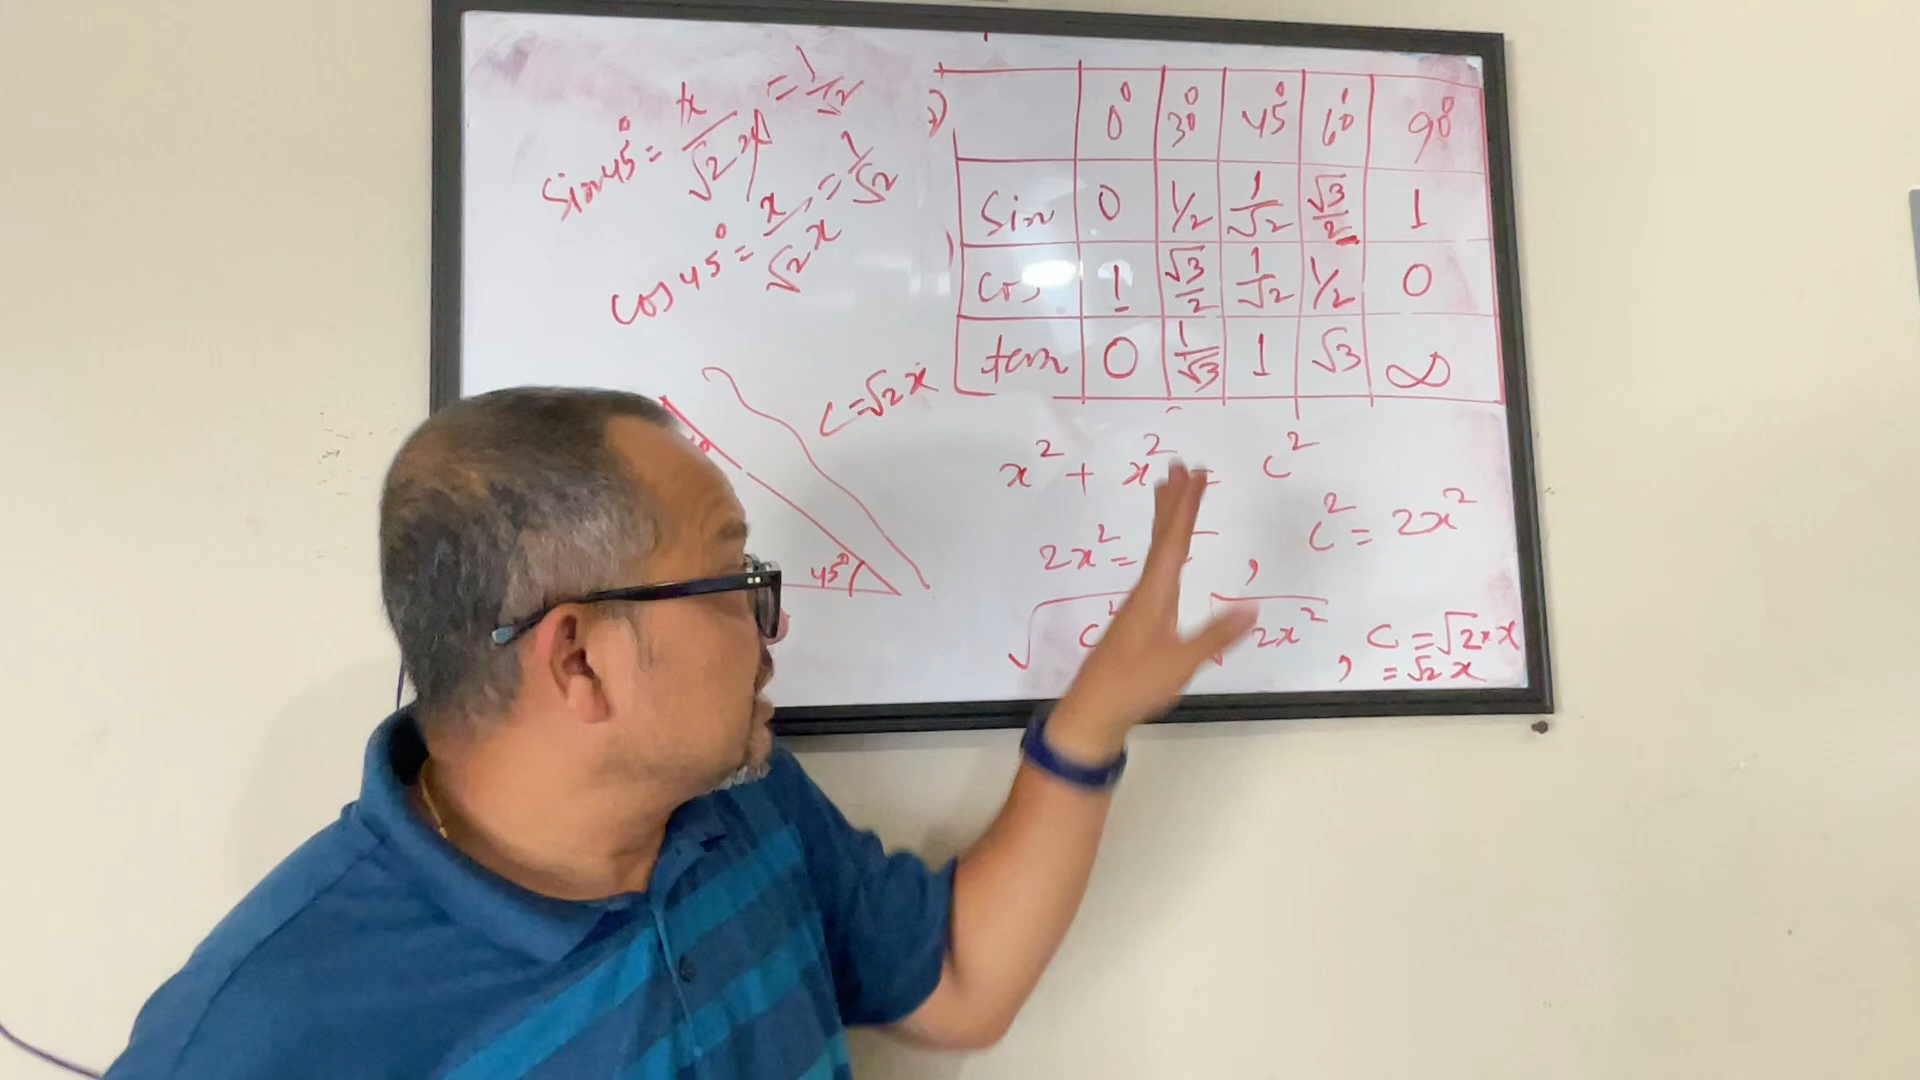 sin 45° = x/√2 x = 1/√2
cos 45° = x/√2 x = 1/√2
0° 30° 45° 60° 90°
Sin 0 1/2 1/√2 √3/2 1
Cos 1 √3/2 1/√2 1/2 0
tan 0 1/√3 1 √3 ∞
C = √2 x
45°
x² + x² = c²
2x² =
c² = 2x²
√c² √2x² , C = √2 × x
= √2 x